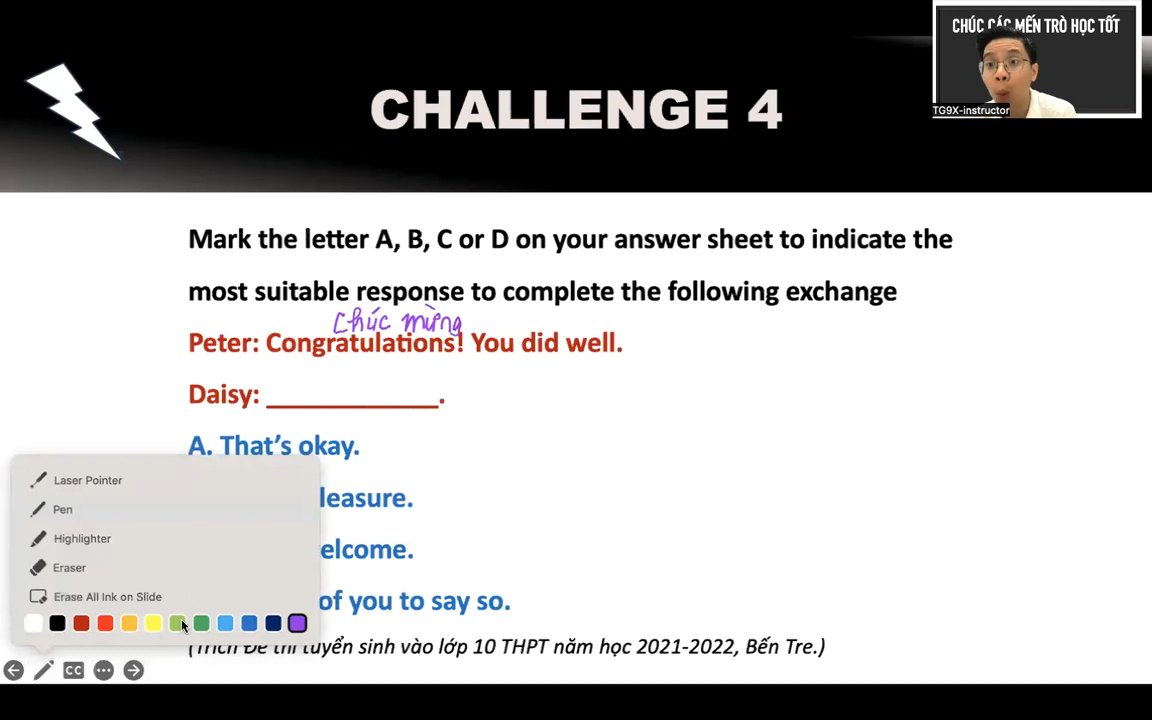 CHÚC CÁC MẾN TRÒ HỌC TỐT
TG9X-instructor
CHALLENGE 4
Mark the letter A, B, C or D on your answer sheet to indicate the
most suitable response to complete the following exchange
Chúc mừng
Peter: Congratulations! You did well.
Daisy: ____________.
A. That's okay.
leasure.
elcome.
of you to say so.
(Trích Đề thi tuyển sinh vào lớp 10 THPT năm học 2021-2022, Bến Tre.)
Laser Pointer
Pen
Highlighter
Eraser
Erase All Ink on Slide
CC